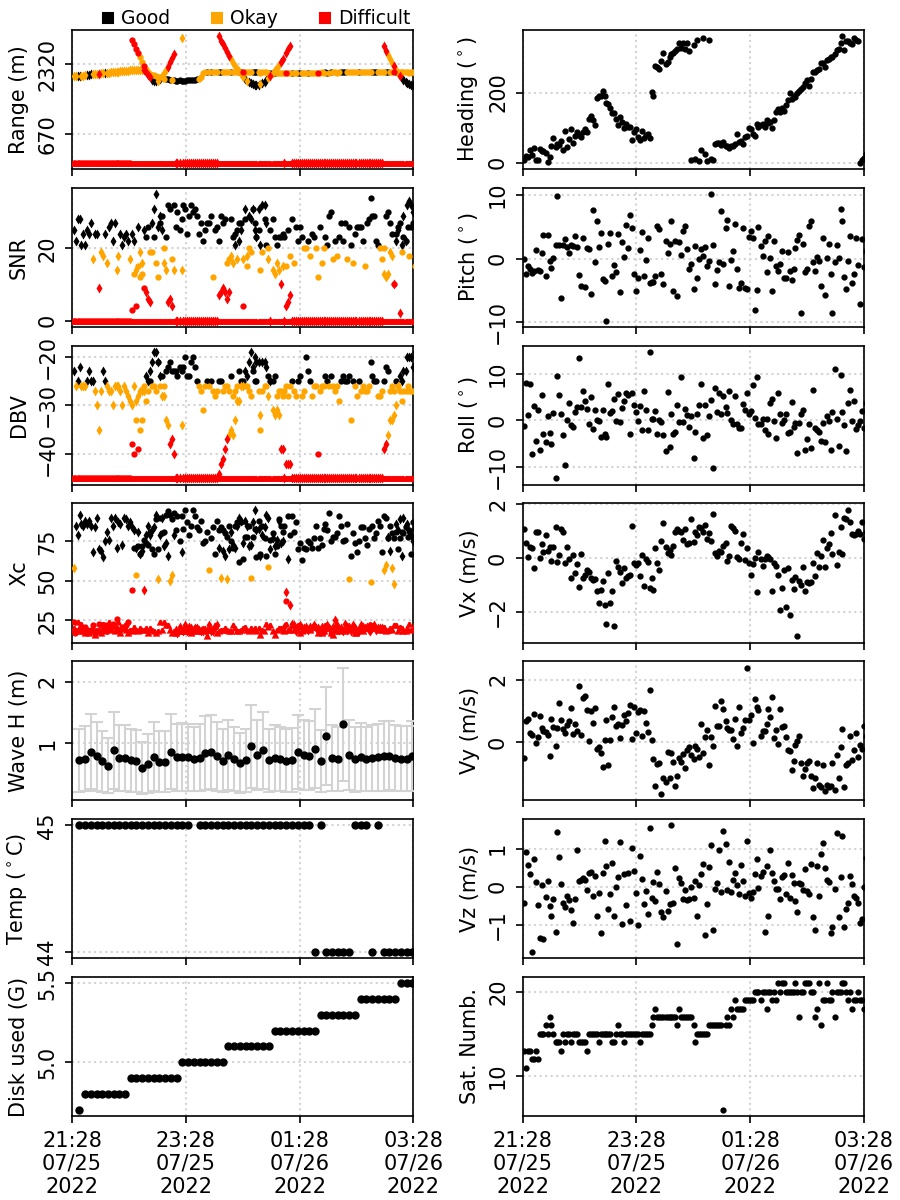 Good Okay Difficult
Range (m)
2332
670
Heading (°)
200
0
SNR
20
0
Pitch (°)
10
0
−10
DBV
−20
−30
−40
Roll (°)
10
0
−10
Xc
75
50
25
Vx (m/s)
2
0
−2
Wave H (m)
2
1
Vy (m/s)
2
0
Temp (°C)
45
44
Vz (m/s)
1
0
−1
Disk used (G)
5.5
5.0
Sat. Numb.
20
10
21:28 23:28 01:28 03:28
07/25 07/25 07/26 07/26
2022 2022 2022 2022
21:28 23:28 01:28 03:28
07/25 07/25 07/26 07/26
2022 2022 2022 2022